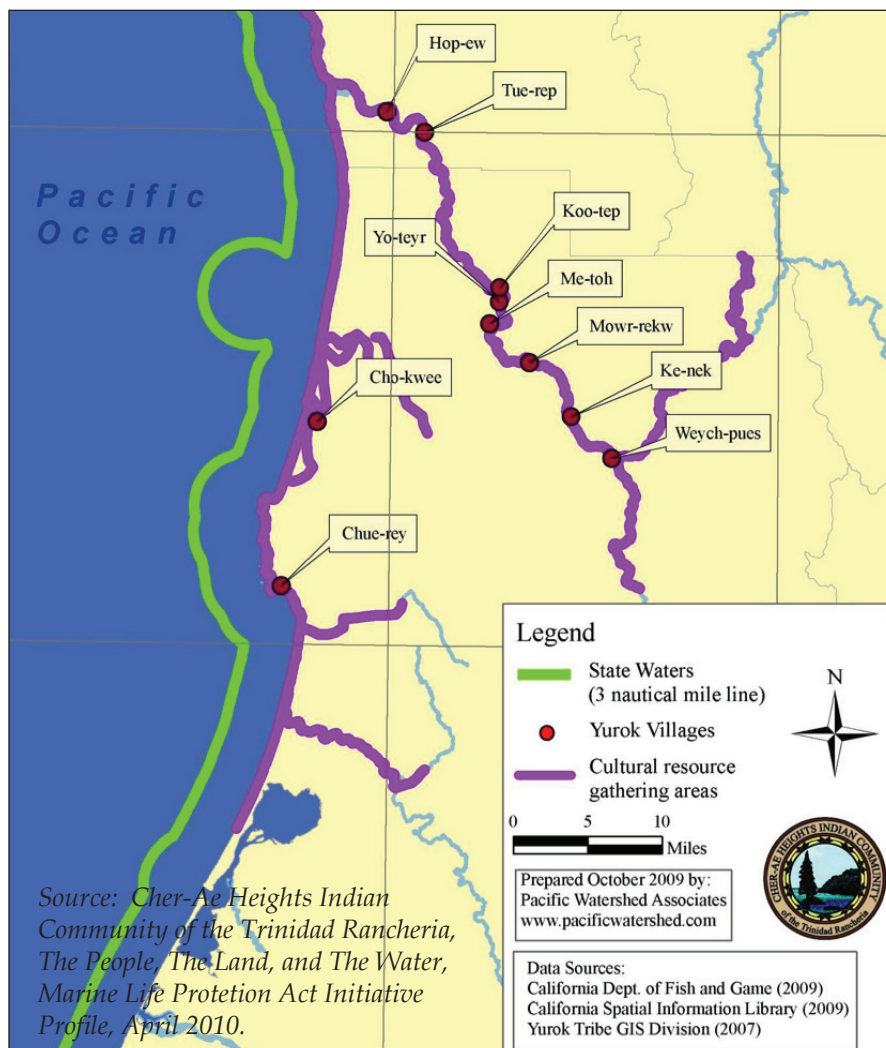 Hop-ew
Tue-rep
Pacific
Ocean
Koo-tep
Yo-teyr
Me-toh
Mowr-rekw
Cho-kwee
Ke-nek
Weych-pues
Chue-rey
Legend
State Waters
(3 nautical mile line)
Yurok Villages
Cultural resource
gathering areas
N
0 5 10
Miles
Prepared October 2009 by:
Pacific Watershed Associates
www.pacificwatershed.com
CHER-AE HEIGHTS INDIAN COMMUNITY
of the Trinidad Rancheria
Data Sources:
California Dept. of Fish and Game (2009)
California Spatial Information Library (2009)
Yurok Tribe GIS Division (2007)
Source: Cher-Ae Heights Indian
Community of the Trinidad Rancheria,
The People, The Land, and The Water,
Marine Life Protetion Act Initiative
Profile, April 2010.